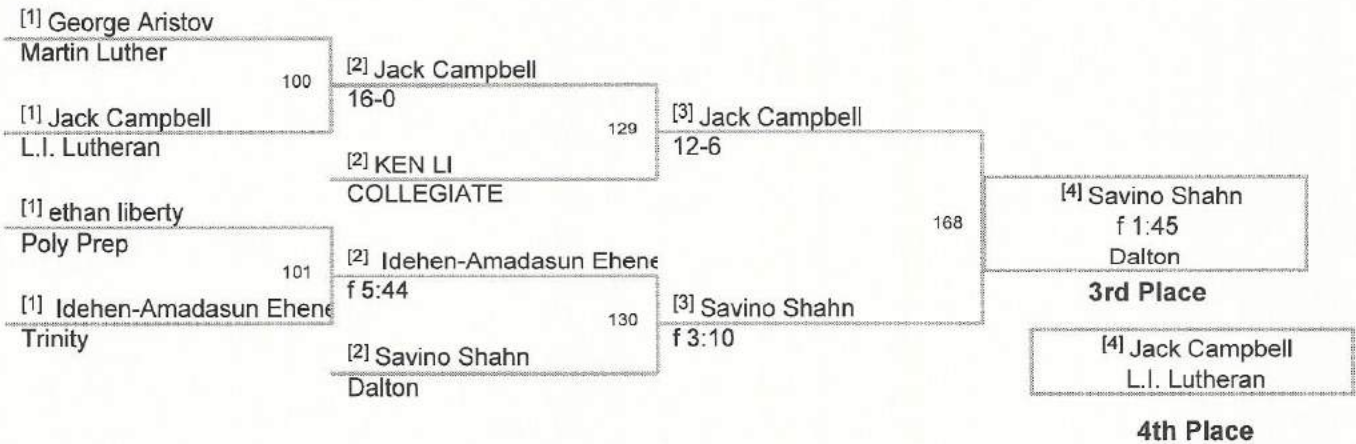 [1] George Aristov
Martin Luther
100
[1] Jack Campbell
L.I. Lutheran
[1] ethan liberty
Poly Prep
101
[1] Idehen-Amadasun Ehene
Trinity
[2] Jack Campbell
16-0
129
[2] KEN LI
COLLEGIATE
[2] Idehen-Amadasun Ehene
f 5:44
130
[2] Savino Shahn
Dalton
[3] Jack Campbell
12-6
168
[3] Savino Shahn
f 3:10
[4] Savino Shahn
f 1:45
Dalton
3rd Place
[4] Jack Campbell
L.I. Lutheran
4th Place